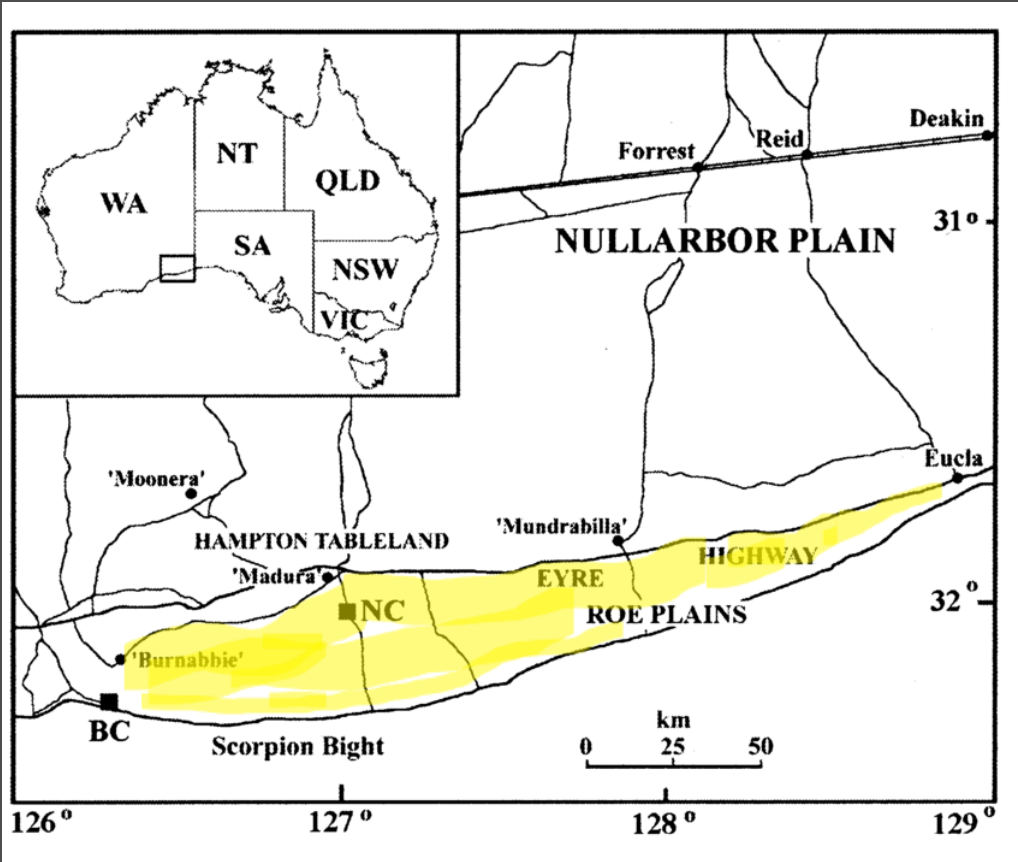 NT
QLD
WA
SA
NSW
VIC
Deakin
Reid
Forrest
31°
NULLARBOR PLAIN
Eucla
'Moonera'
'Mundrabilla'
HAMPTON TABLELAND
HIGHWAY
'Madura'
EYRE
32°
NC
ROE PLAINS
'Burnabbie'
BC
km
Scorpion Bight
0 25 50
126° 127° 128° 129°